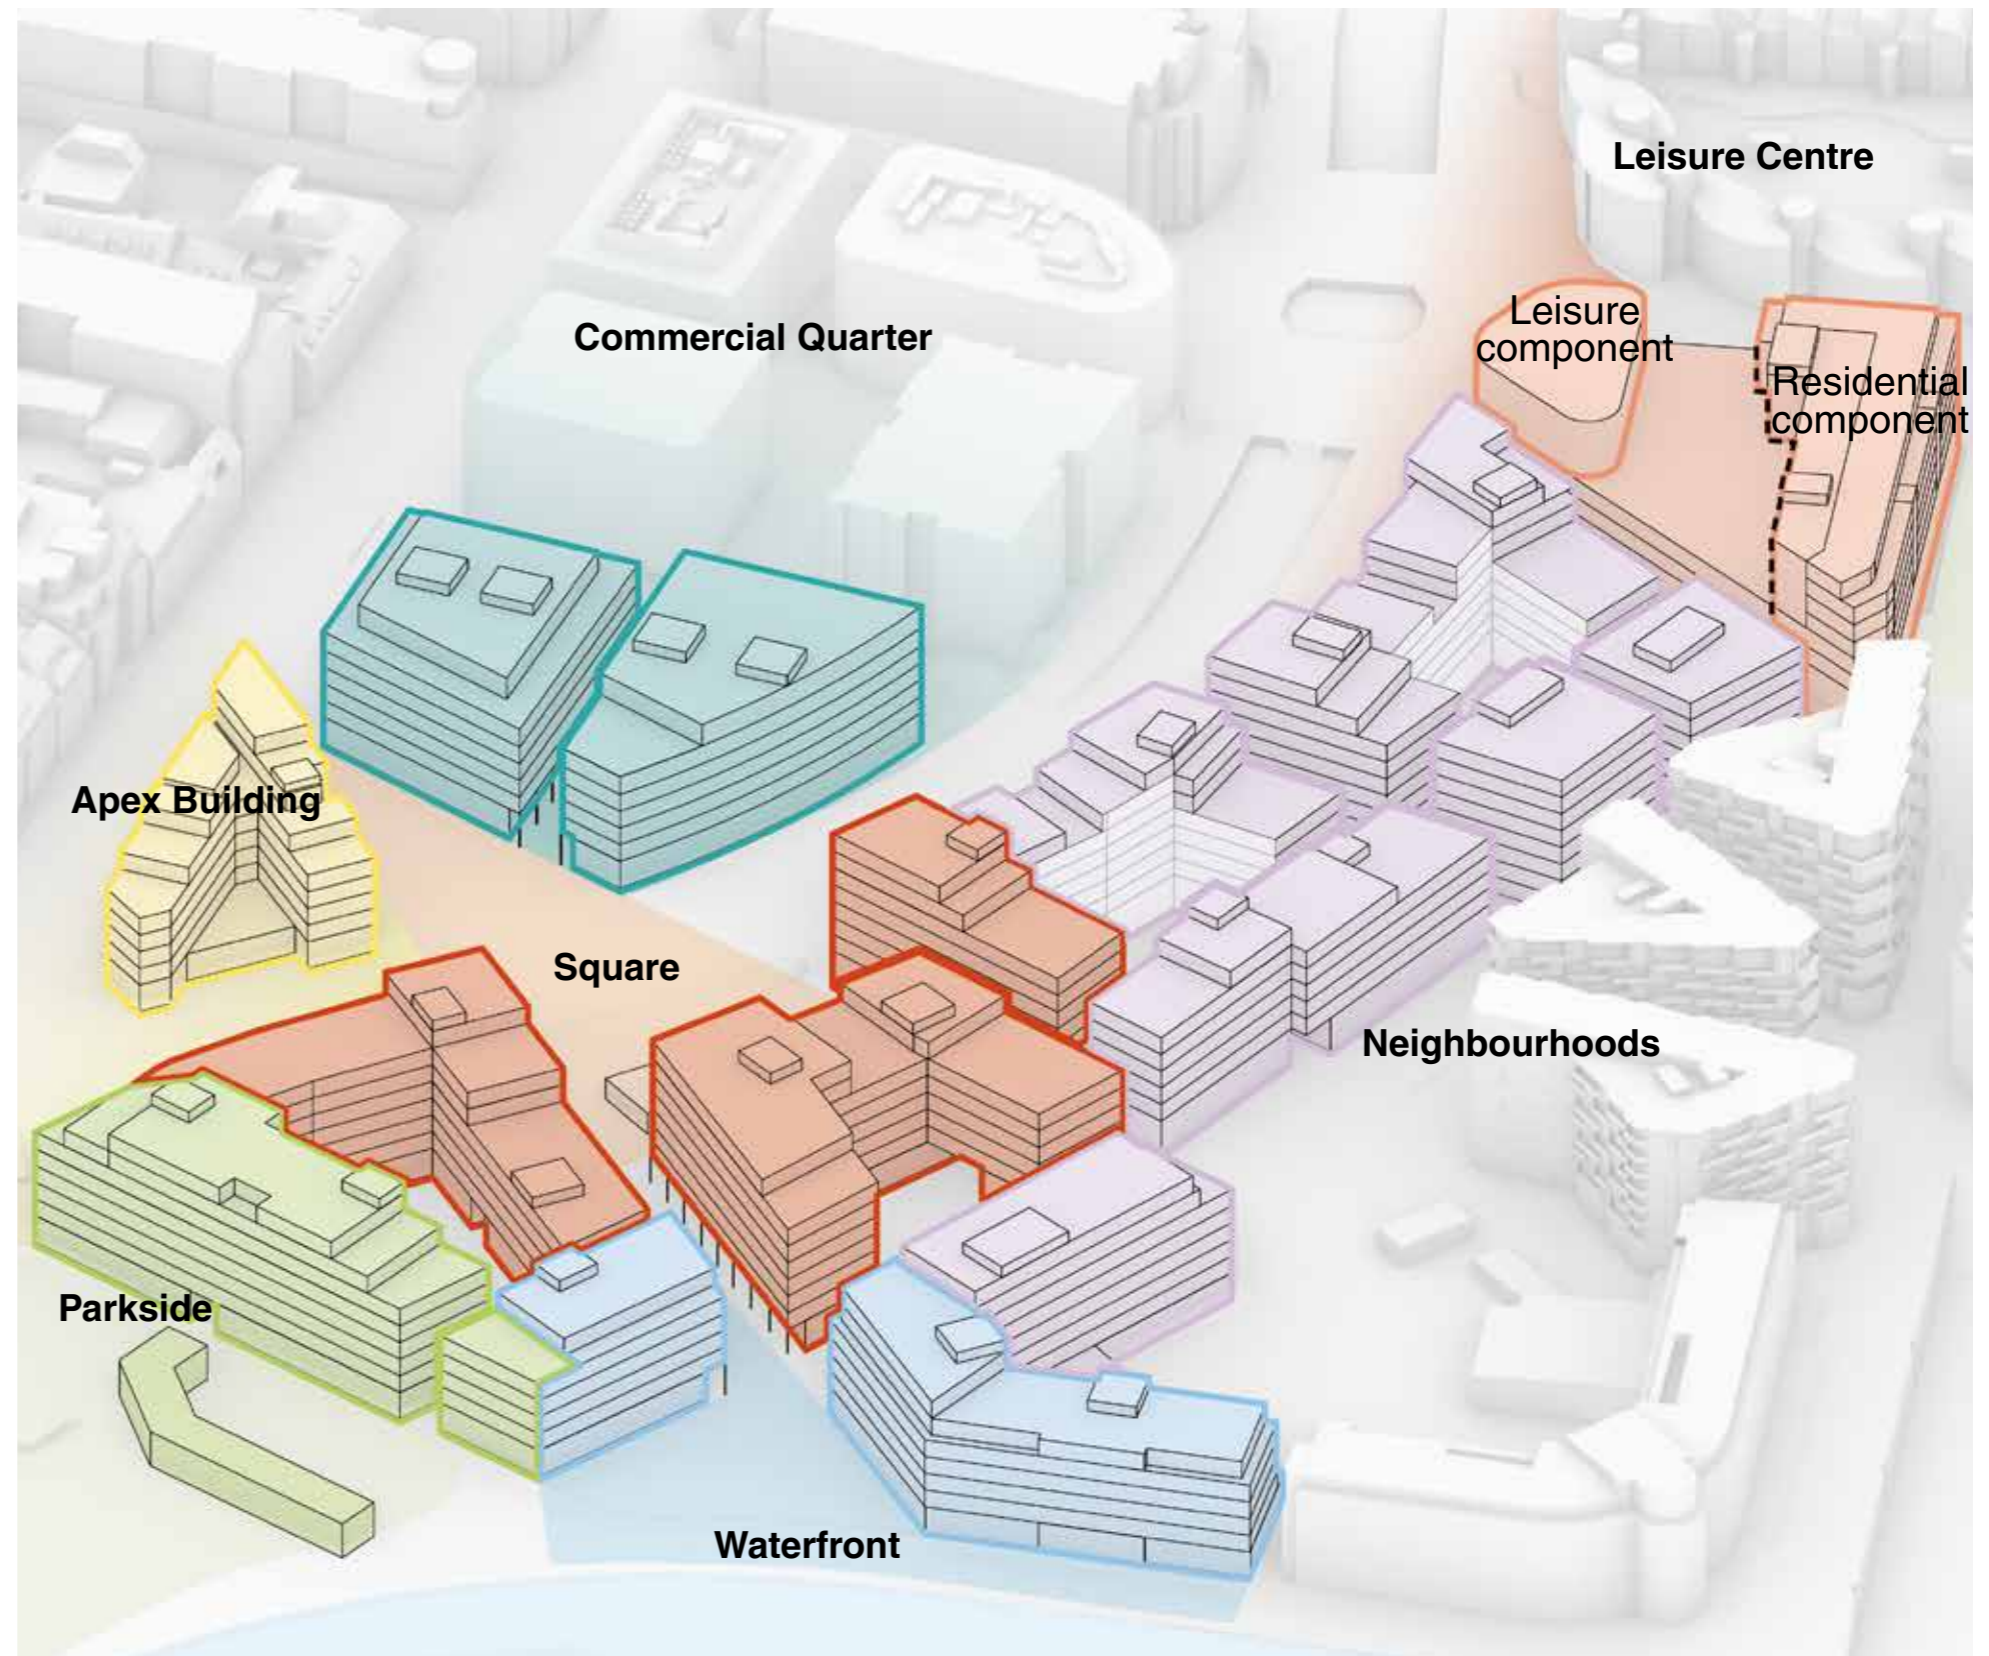 Leisure Centre
Leisure
component
Commercial Quarter
Residential
component
Apex Building
Square
Neighbourhoods
Parkside
Waterfront